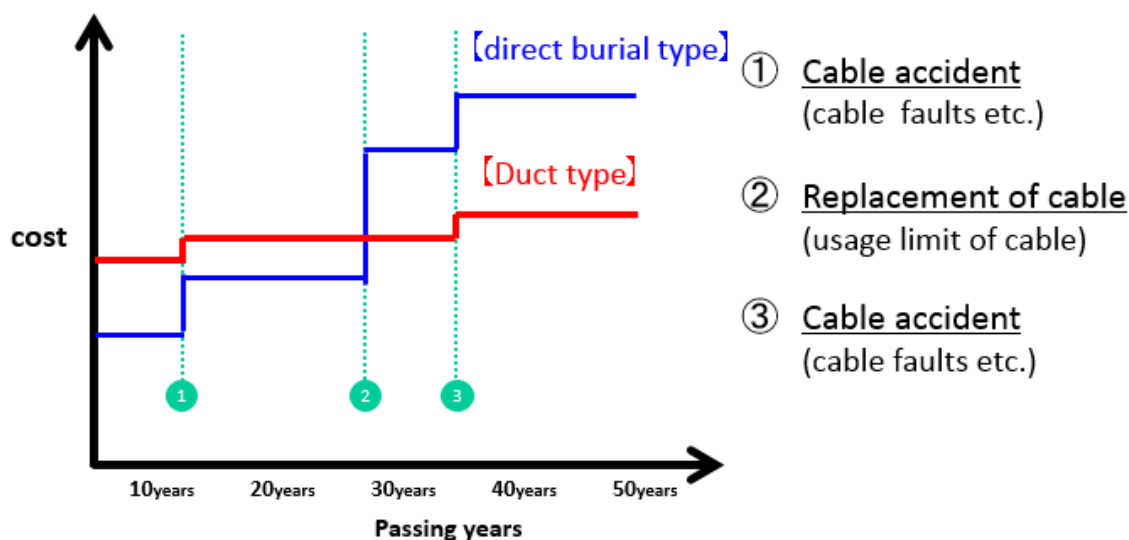 【direct burial type】
【Duct type】
cost
1
2
3
10years 20years 30years 40years 50years
Passing years
① Cable accident
(cable faults etc.)
② Replacement of cable
(usage limit of cable)
③ Cable accident
(cable faults etc.)